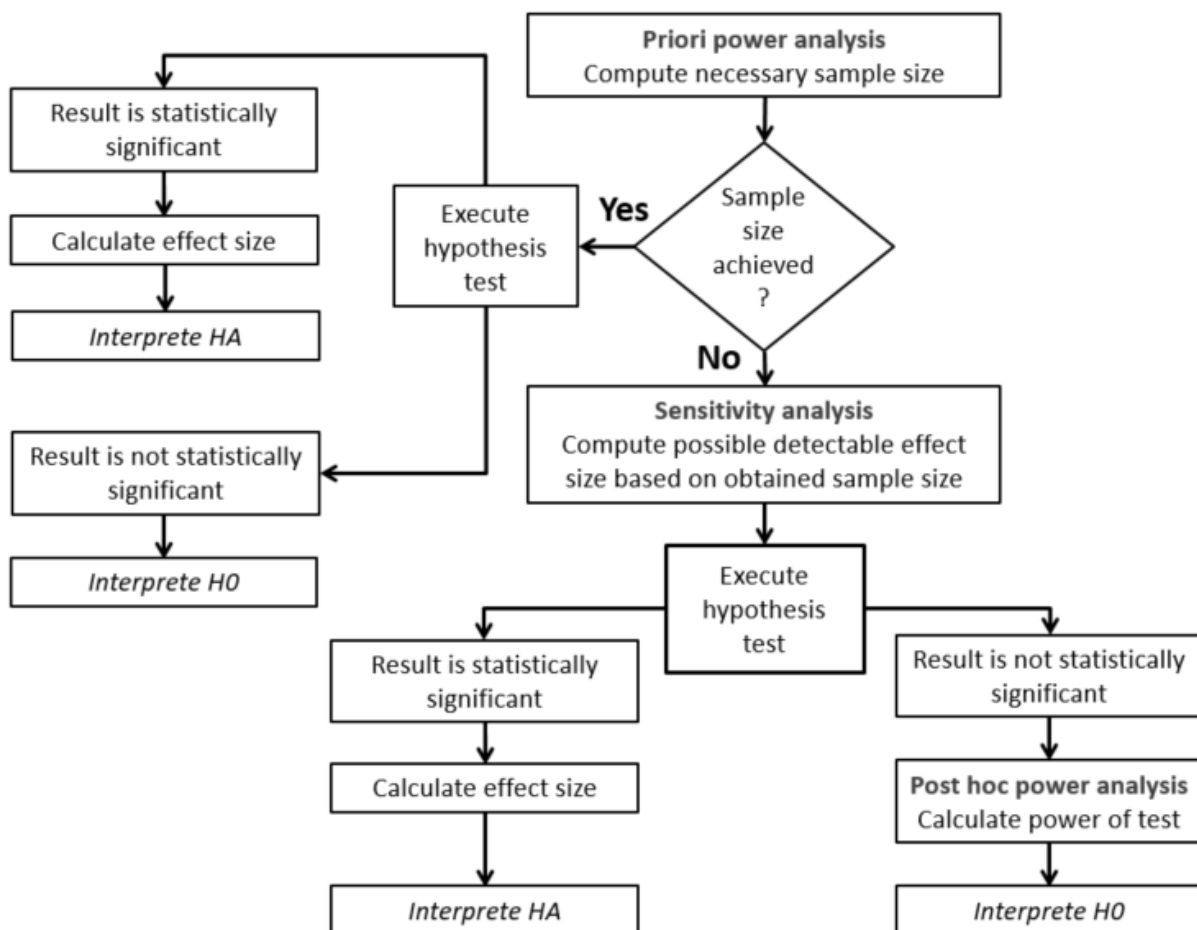 Priori power analysis
Compute necessary sample size
Sample
size
achieved
?
Yes
Execute
hypothesis
test
Result is statistically
significant
Calculate effect size
Interprete HA
Result is not statistically
significant
Interprete H0
No
Sensitivity analysis
Compute possible detectable effect
size based on obtained sample size
Execute
hypothesis
test
Result is statistically
significant
Calculate effect size
Interprete HA
Result is not statistically
significant
Post hoc power analysis
Calculate power of test
Interprete H0